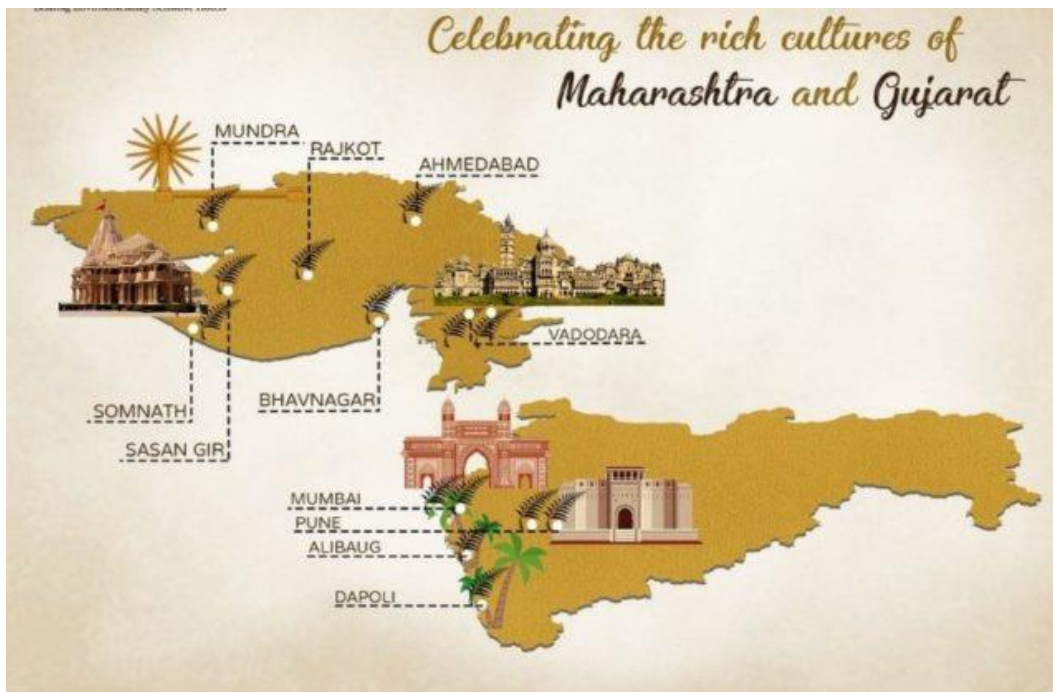 Celebrating the rich cultures of
Maharashtra and Gujarat
MUNDRA
RAJKOT
AHMEDABAD
VADODARA
BHAVNAGAR
SOMNATH
SASAN GIR
MUMBAI
PUNE
ALIBAUG
DAPOLI